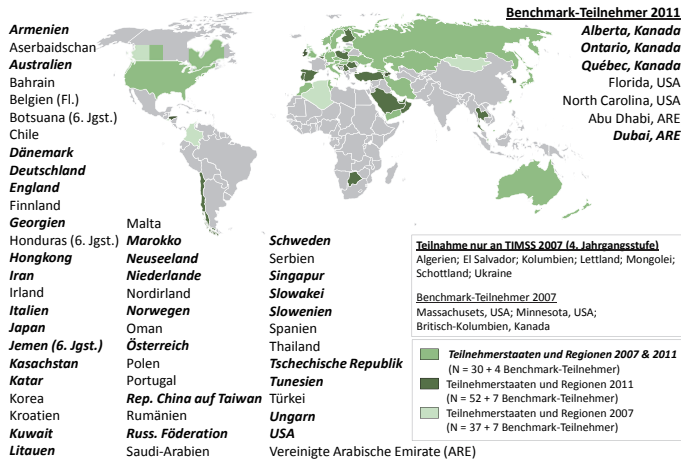 Benchmark-Teilnehmer 2011
Alberta, Kanada
Ontario, Kanada
Québec, Kanada
Florida, USA
North Carolina, USA
Abu Dhabi, ARE
Dubai, ARE
Armenien
Aserbaidschan
Australien
Bahrain
Belgien (Fl.)
Botsuana (6. Jgst.)
Chile
Dänemark
Deutschland
England
Finnland
Georgien
Honduras (6. Jgst.)
Hongkong
Iran
Irland
Italien
Japan
Jemen (6. Jgst.)
Kasachstan
Katar
Korea
Kroatien
Kuwait
Litauen
Malta
Marokko
Neuseeland
Niederlande
Nordirland
Norwegen
Oman
Österreich
Polen
Portugal
Rep. China auf Taiwan
Rumänien
Russ. Föderation
Saudi-Arabien
Schweden
Serbien
Singapur
Slowakei
Slowenien
Spanien
Thailand
Tschechische Republik
Tunesien
Türkei
Ungarn
USA
Vereinigte Arabische Emirate (ARE)
Teilnahme nur an TIMSS 2007 (4. Jahrgangsstufe)
Algerien; El Salvador; Kolumbien; Lettland; Mongolei;
Schottland; Ukraine
Benchmark-Teilnehmer 2007
Massachusets, USA; Minnesota, USA;
Britisch-Kolumbien, Kanada
Teilnehmerstaaten und Regionen 2007 & 2011
(N = 30 + 4 Benchmark-Teilnehmer)
Teilnehmerstaaten und Regionen 2011
(N = 52 + 7 Benchmark-Teilnehmer)
Teilnehmerstaaten und Regionen 2007
(N = 37 + 7 Benchmark-Teilnehmer)